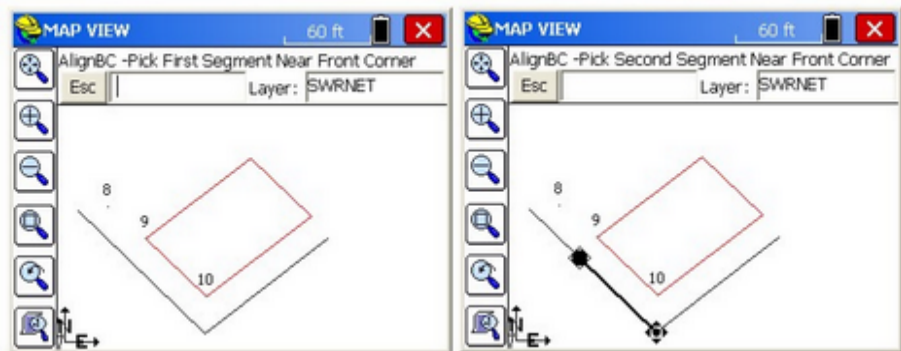 MAP VIEW
60 ft
AlignBC -Pick First Segment Near Front Corner
Esc
Layer: SWRNET
8
9
10
N
E
MAP VIEW
60 ft
AlignBC -Pick Second Segment Near Front Corner
Esc
Layer: SWRNET
8
9
10
N
E